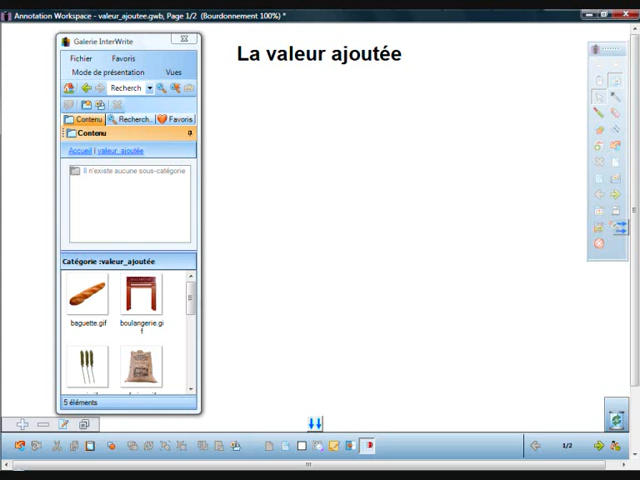 Annotation Workspace - valeur_ajoutee.gwb, Page 1/2 (Bourdonnement 100%) *
La valeur ajoutée
Galerie InterWrite
Fichier Favoris
Mode de présentation Vues
Recherch
Contenu Recherch.. Favoris
Contenu
Accueil | valeur_ajoutée
Il n'existe aucune sous-catégorie
Catégorie :valeur_ajoutée
baguette.gif boulangerie.gi
f
5 éléments
1/2